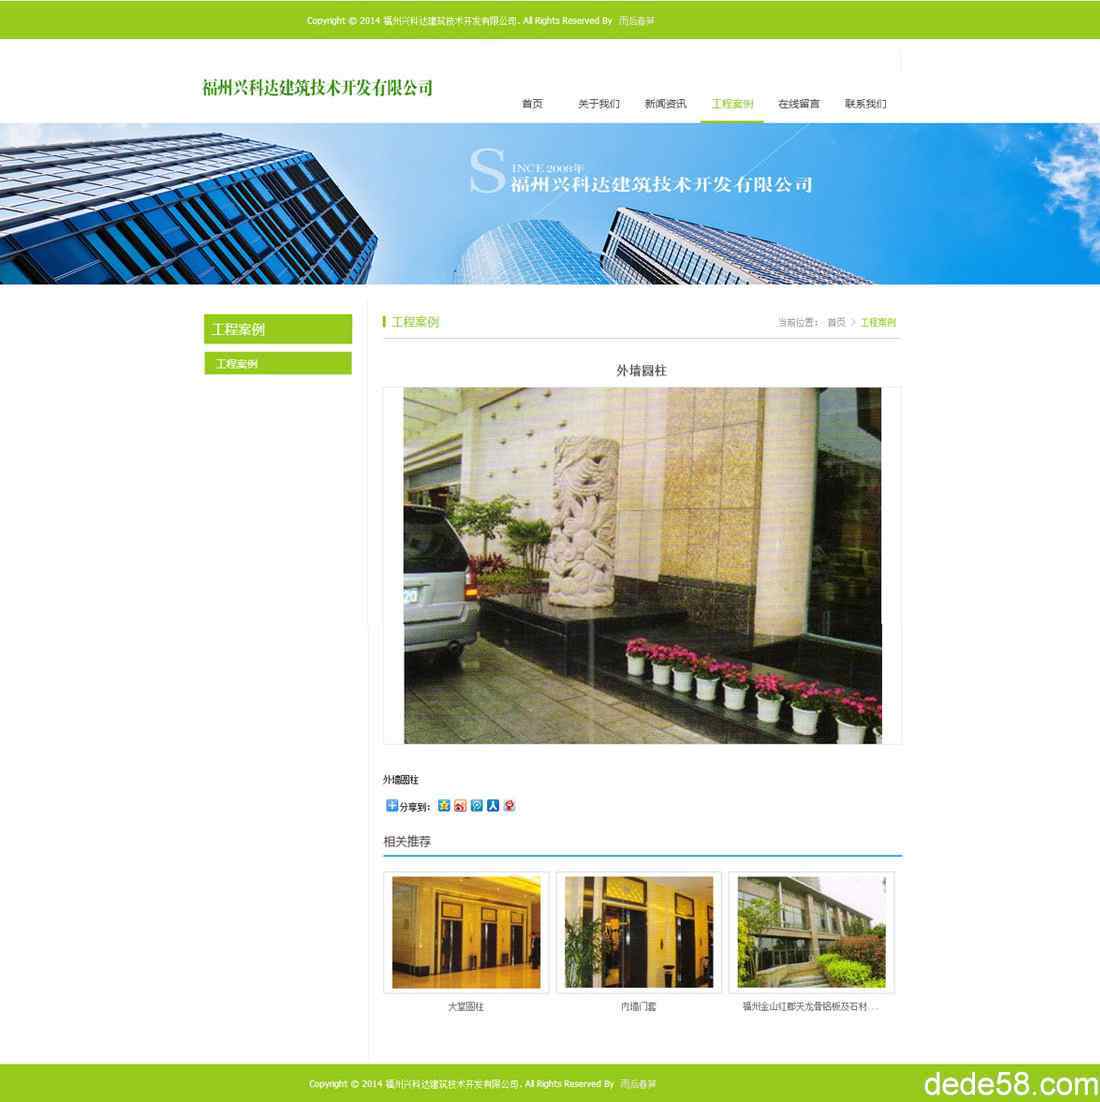 Copyright © 2014 福州兴科达建筑技术开发有限公司. All Rights Reserved By 雨后春笋
福州兴科达建筑技术开发有限公司
首页 关于我们 新闻资讯 工程案例 在线留言 联系我们
SINCE 2008年
福州兴科达建筑技术开发有限公司
工程案例
工程案例
工程案例
当前位置： 首页 > 工程案例
外墙圆柱
外墙圆柱
分享到：
相关推荐
大堂圆柱 内墙门套 福州金山红郡天龙骨铝板及石材...
Copyright © 2014 福州兴科达建筑技术开发有限公司. All Rights Reserved By 雨后春笋
dede58.com